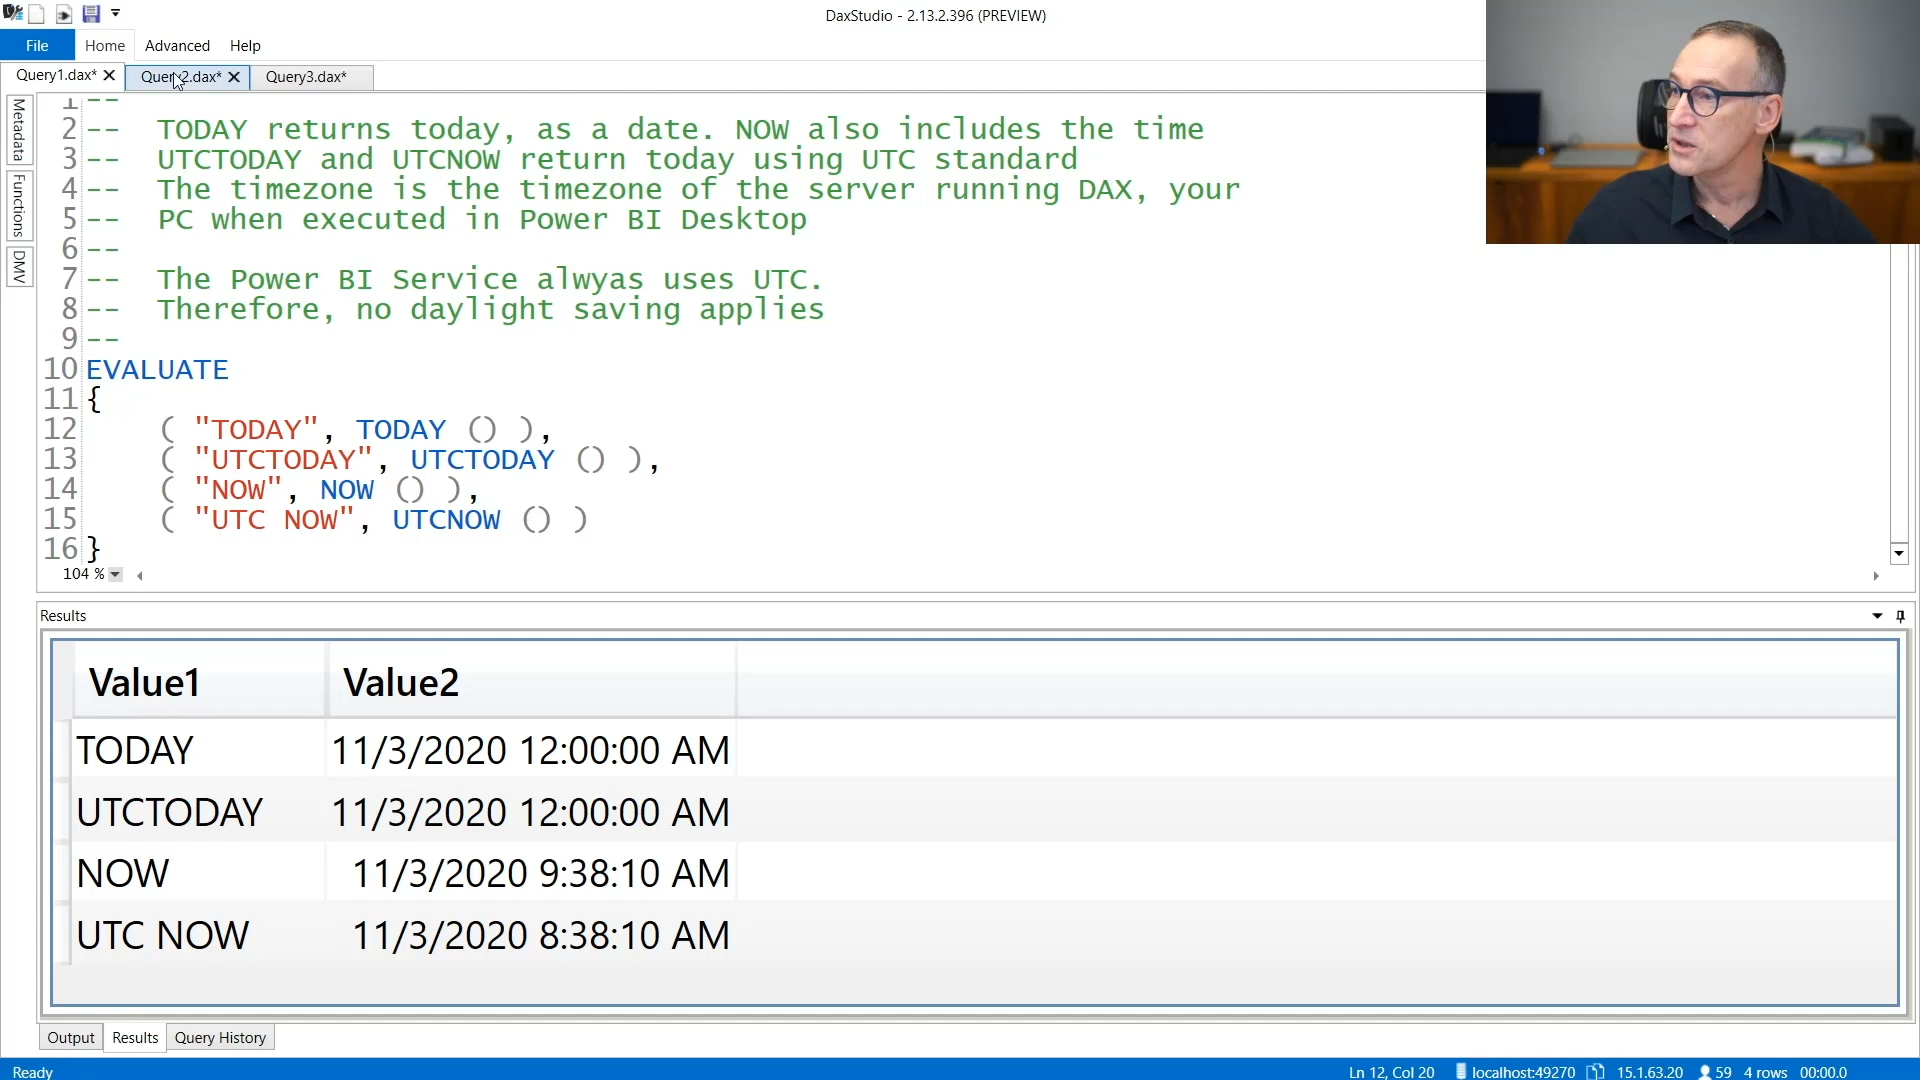 DaxStudio - 2.13.2.396 (PREVIEW)
File Home Advanced Help
Query1.dax* Query2.dax* Query3.dax*
Metadata
Functions
DMV
1 --
2 -- TODAY returns today, as a date. NOW also includes the time
3 -- UTCTODAY and UTCNOW return today using UTC standard
4 -- The timezone is the timezone of the server running DAX, your
5 -- PC when executed in Power BI Desktop
6 --
7 -- The Power BI Service alwyas uses UTC.
8 -- Therefore, no daylight saving applies
9 --
10 EVALUATE
11 {
12 ( "TODAY", TODAY () ),
13 ( "UTCTODAY", UTCTODAY () ),
14 ( "NOW", NOW () ),
15 ( "UTC NOW", UTCNOW () )
16 }
104 %
Results
Value1 Value2
TODAY 11/3/2020 12:00:00 AM
UTCTODAY 11/3/2020 12:00:00 AM
NOW 11/3/2020 9:38:10 AM
UTC NOW 11/3/2020 8:38:10 AM
Output Results Query History
Ready Ln 12, Col 20 localhost:49270 15.1.63.20 59 4 rows 00:00.0